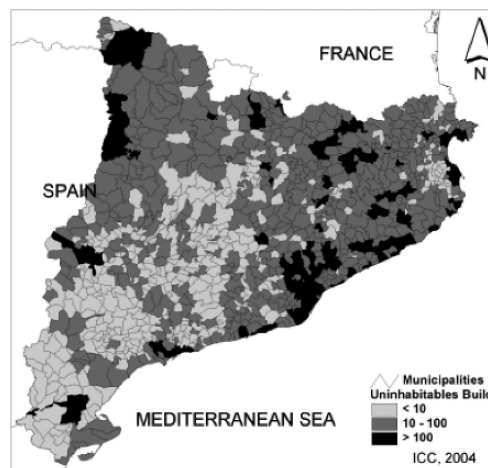 FRANCE
N
SPAIN
MEDITERRANEAN SEA
Municipalities
Uninhabitables Build
< 10
10 - 100
> 100
ICC, 2004